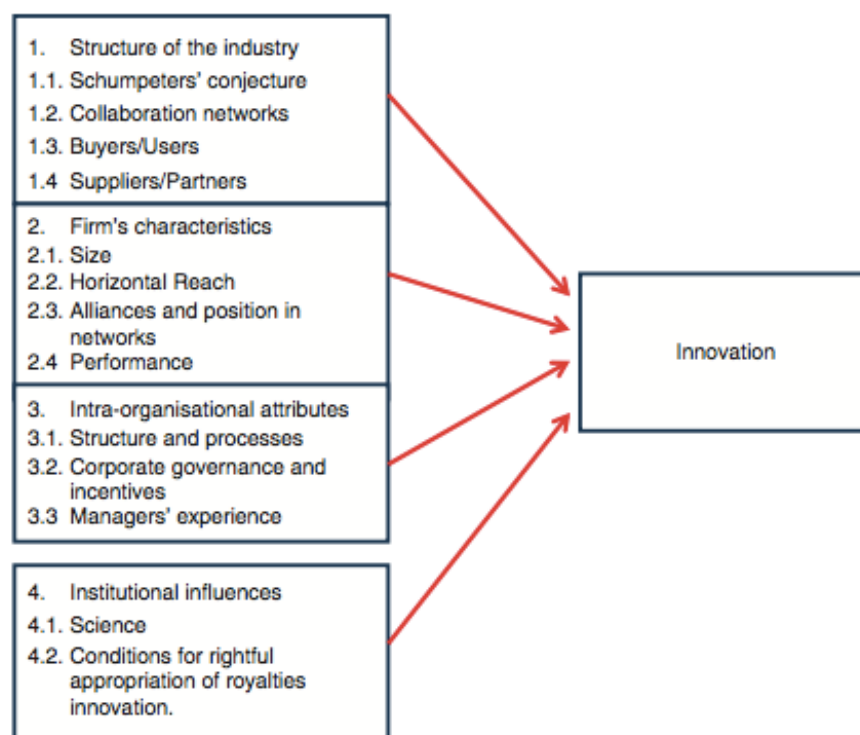 1. Structure of the industry
1.1. Schumpeters' conjecture
1.2. Collaboration networks
1.3. Buyers/Users
1.4 Suppliers/Partners
2. Firm's characteristics
2.1. Size
2.2. Horizontal Reach
2.3. Alliances and position in
networks
2.4 Performance
3. Intra-organisational attributes
3.1. Structure and processes
3.2. Corporate governance and
incentives
3.3 Managers' experience
4. Institutional influences
4.1. Science
4.2. Conditions for rightful
appropriation of royalties
innovation.
Innovation